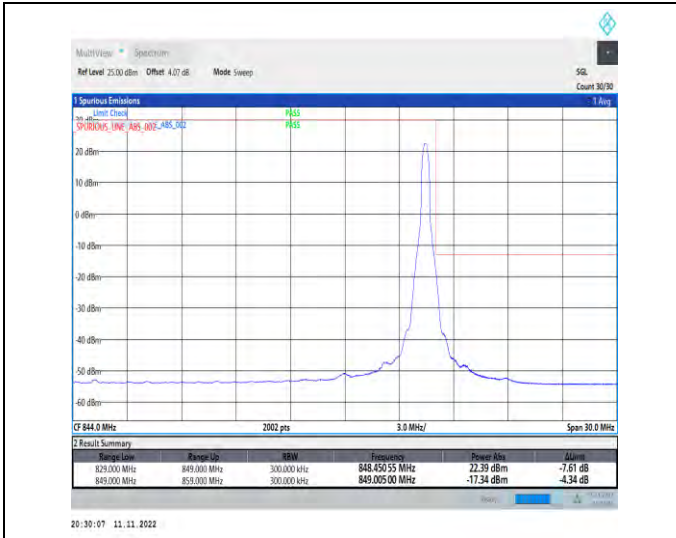 MultiView Spectrum
Ref Level 25.00 dBm Offset 4.07 dB Mode Sweep SGL
Count 30/30
1 Spurious Emissions 1 Avg
Limit Check PASS
SPURIOUS_LINE_ABS_002 PASS
20 dBm
10 dBm
0 dBm
-10 dBm
-20 dBm
-30 dBm
-40 dBm
-50 dBm
-60 dBm
CF 844.0 MHz 2002 pts 3.0 MHz/ Span 30.0 MHz
2 Result Summary
Range Low Range Up RBW Frequency Power Abs ΔLimit
829.000 MHz 849.000 MHz 300.000 kHz 848.45055 MHz 22.39 dBm -7.61 dB
849.000 MHz 859.000 MHz 300.000 kHz 849.00500 MHz -17.34 dBm -4.34 dB
Ready
20:30:07 11.11.2022